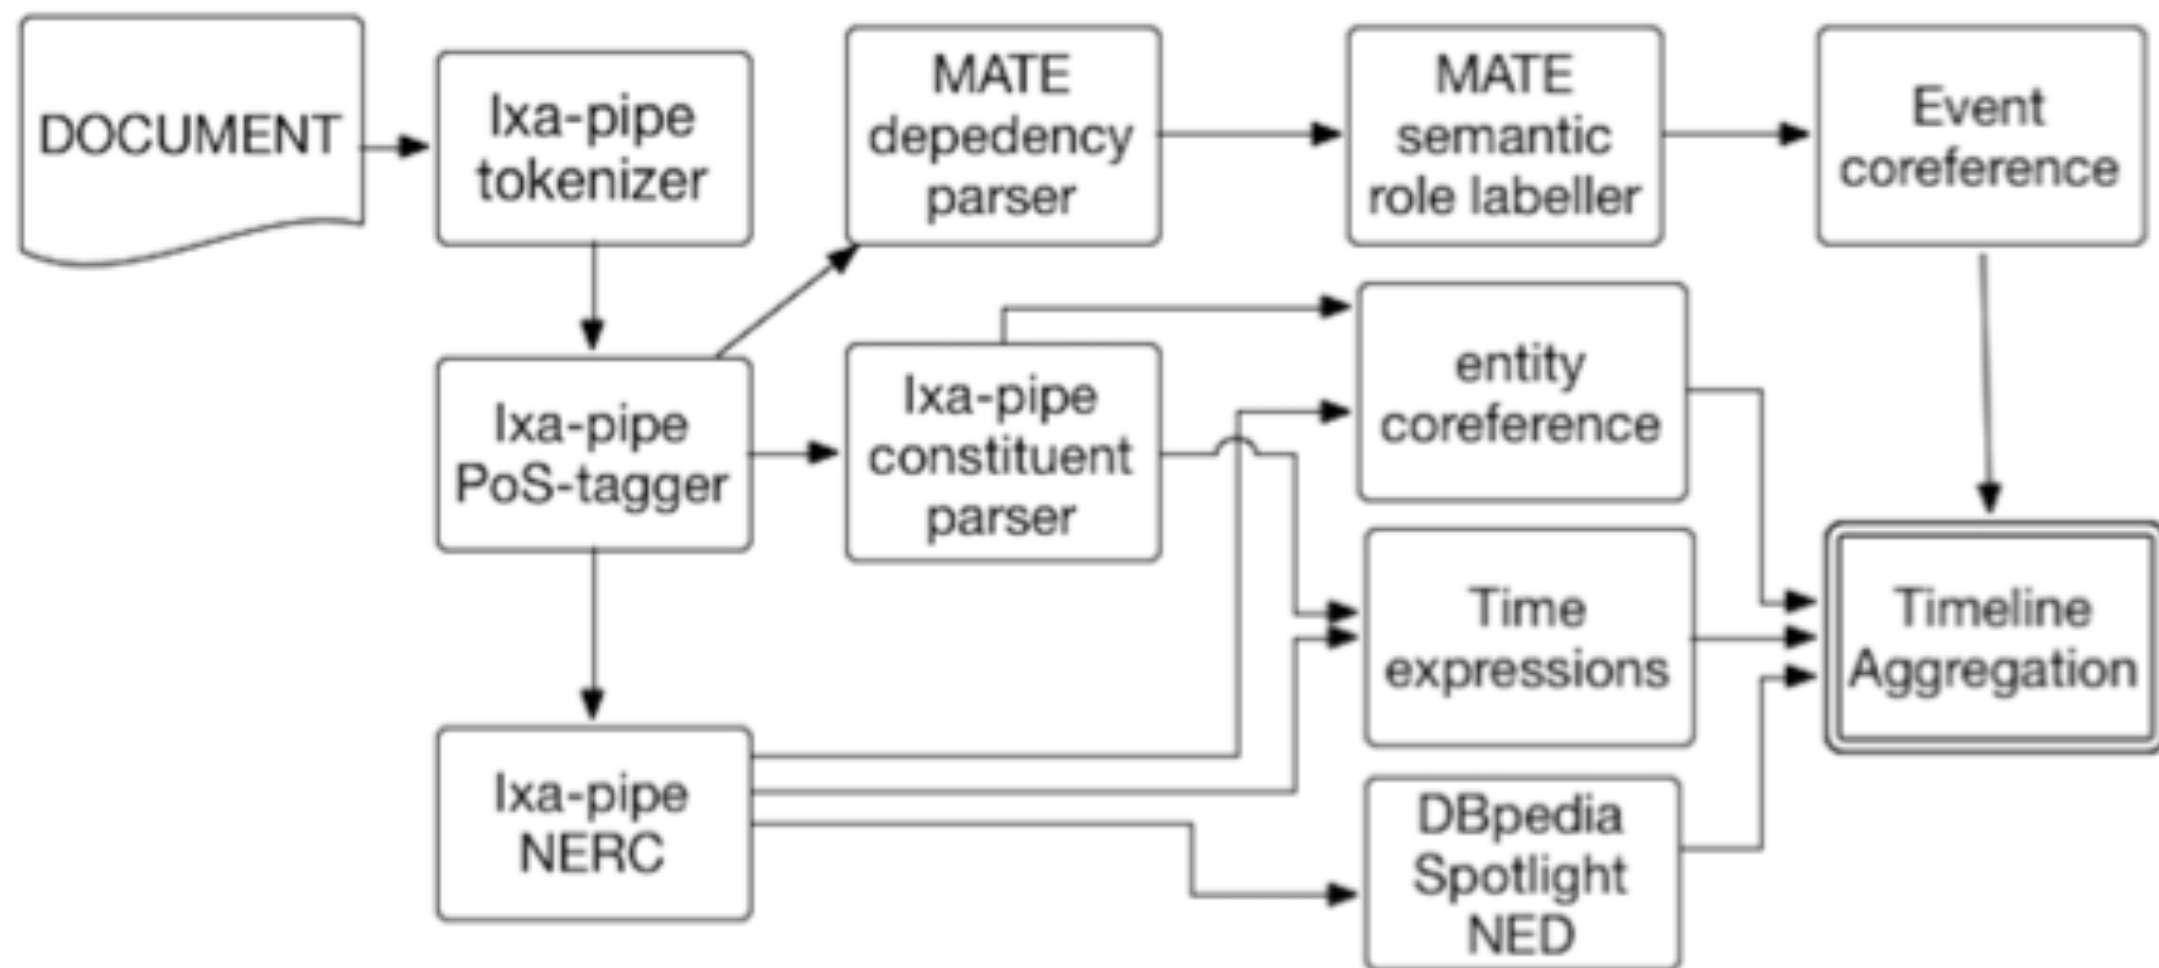 DOCUMENT
Ixa-pipe
tokenizer
MATE
depedency
parser
MATE
semantic
role labeller
Event
coreference
Ixa-pipe
PoS-tagger
Ixa-pipe
constituent
parser
entity
coreference
Time
expressions
Timeline
Aggregation
Ixa-pipe
NERC
DBpedia
Spotlight
NED